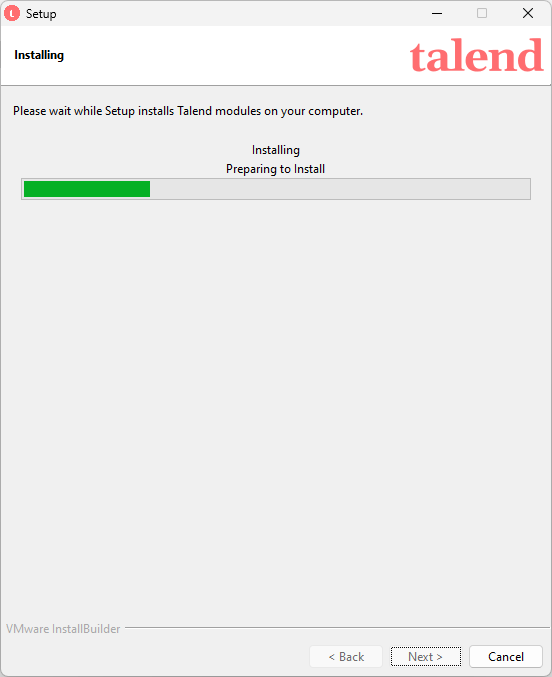 Setup
Installing
talend
Please wait while Setup installs Talend modules on your computer.
Installing
Preparing to Install
VMware InstallBuilder
< Back
Next >
Cancel